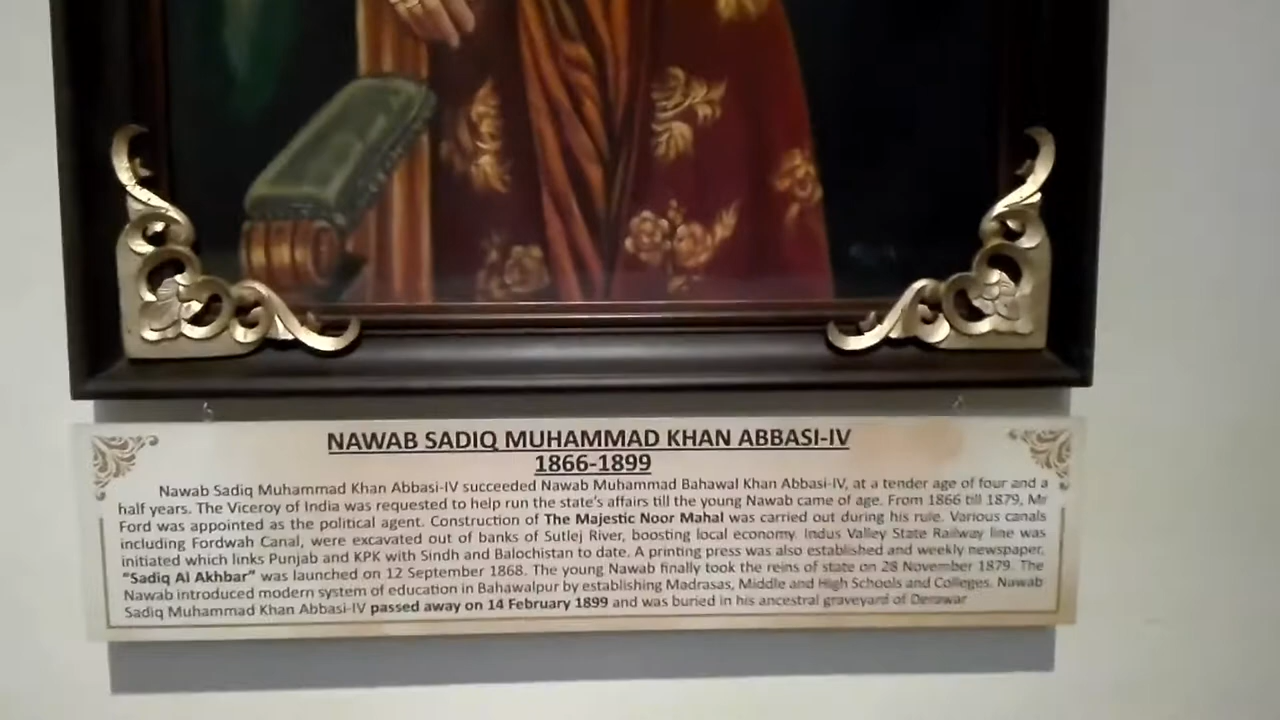 NAWAB SADIQ MUHAMMAD KHAN ABBASI-IV
1866-1899
Nawab Sadiq Muhammad Khan Abbasi-IV succeeded Nawab Muhammad Bahawal Khan Abbasi-IV, at a tender age of four and a
half years. The Viceroy of India was requested to help run the state's affairs till the young Nawab came of age. From 1866 till 1879, Mr
Ford was appointed as the political agent. Construction of The Majestic Noor Mahal was carried out during his rule. Various canals
including Fordwah Canal, were excavated out of banks of Sutlej River, boosting local economy. Indus Valley State Railway line was
initiated which links Punjab and KPK with Sindh and Balochistan to date. A printing press was also established and weekly newspaper,
"Sadiq Al Akhbar" was launched on 12 September 1868. The young Nawab finally took the reins of state on 28 November 1879. The
Nawab introduced modern system of education in Bahawalpur by establishing Madrasas, Middle and High Schools and Colleges. Nawab
Sadiq Muhammad Khan Abbasi-IV passed away on 14 February 1899 and was buried in his ancestral graveyard of Derawar